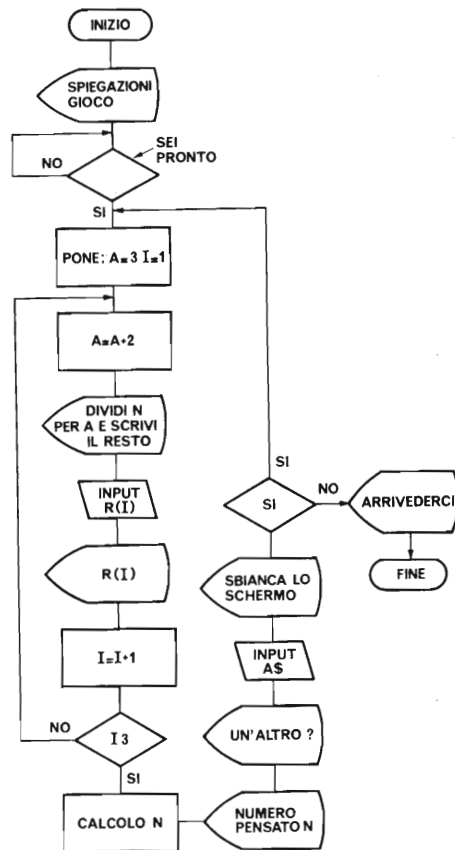 INIZIO
SPIEGAZIONI
GIOCO
SEI
PRONTO
NO
SI
PONE: A=3 I=1
A=A+2
DIVIDI N
PER A E SCRIVI
IL RESTO
INPUT
R(I)
R(I)
I=I+1
NO
I 3
SI
CALCOLO N
NUMERO
PENSATO N
UN'ALTRO ?
INPUT
A$
SBIANCA LO
SCHERMO
SI
SI
NO
ARRIVEDERCI
FINE